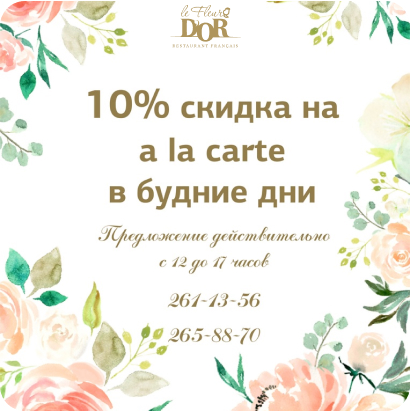 le Fleur
D'OR
RESTAURANT FRANÇAIS
10% скидка на
a la carte
в будние дни
Предложение действительно
с 12 до 17 часов
261-13-56
265-88-70